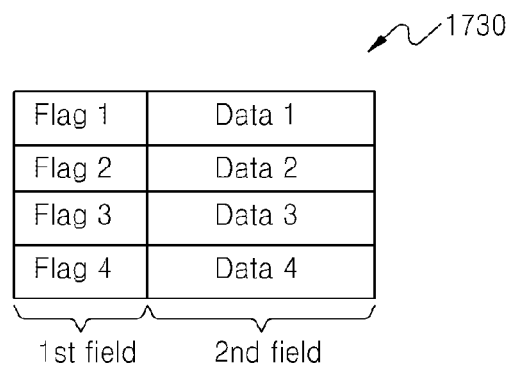 1730
Flag 1 Data 1
Flag 2 Data 2
Flag 3 Data 3
Flag 4 Data 4
1st field 2nd field